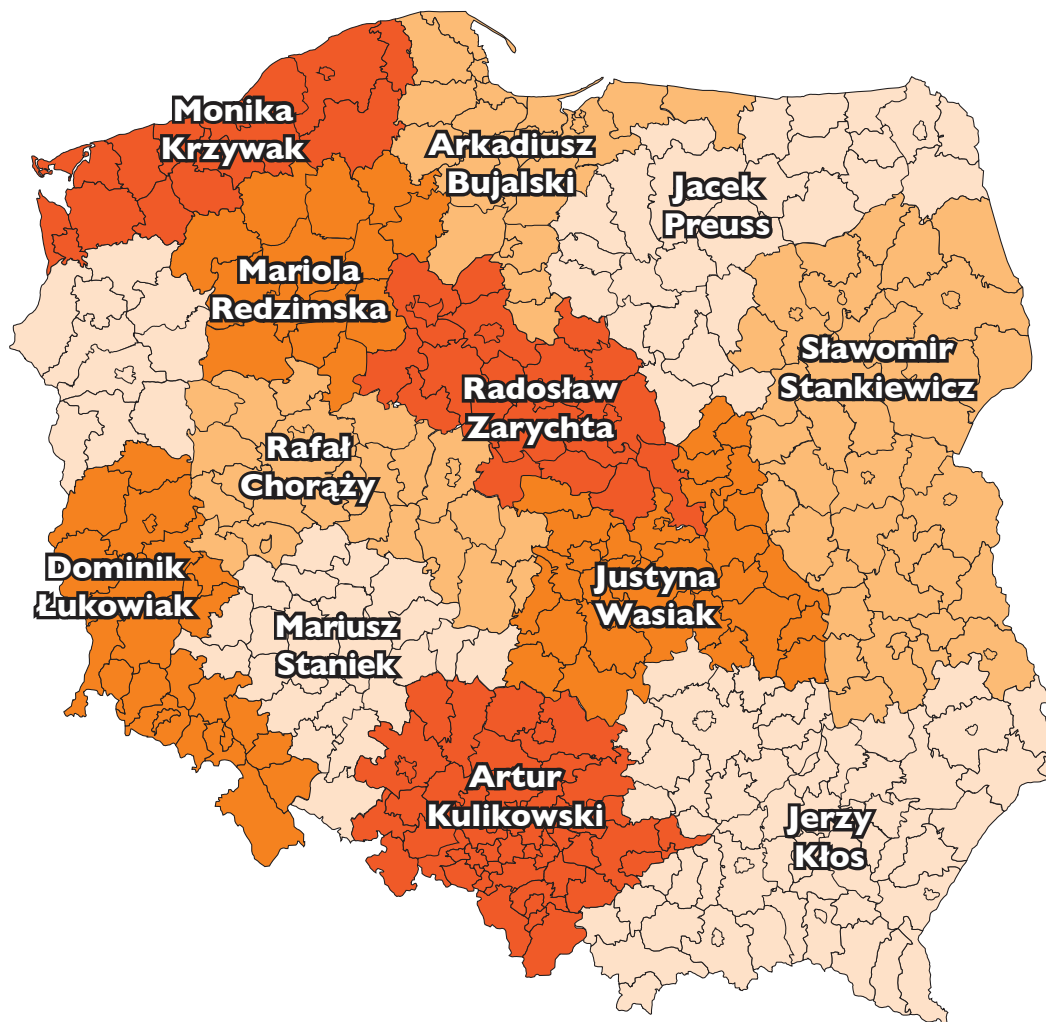 Monika
Krzywak
Arkadiusz
Bujalski
Jacek
Preuss
Mariola
Redzimska
Sławomir
Stankiewicz
Radosław
Zarychta
Rafał
Chorąży
Dominik
Łukowiak
Justyna
Wasiak
Mariusz
Staniek
Artur
Kulikowski
Jerzy
Kłos